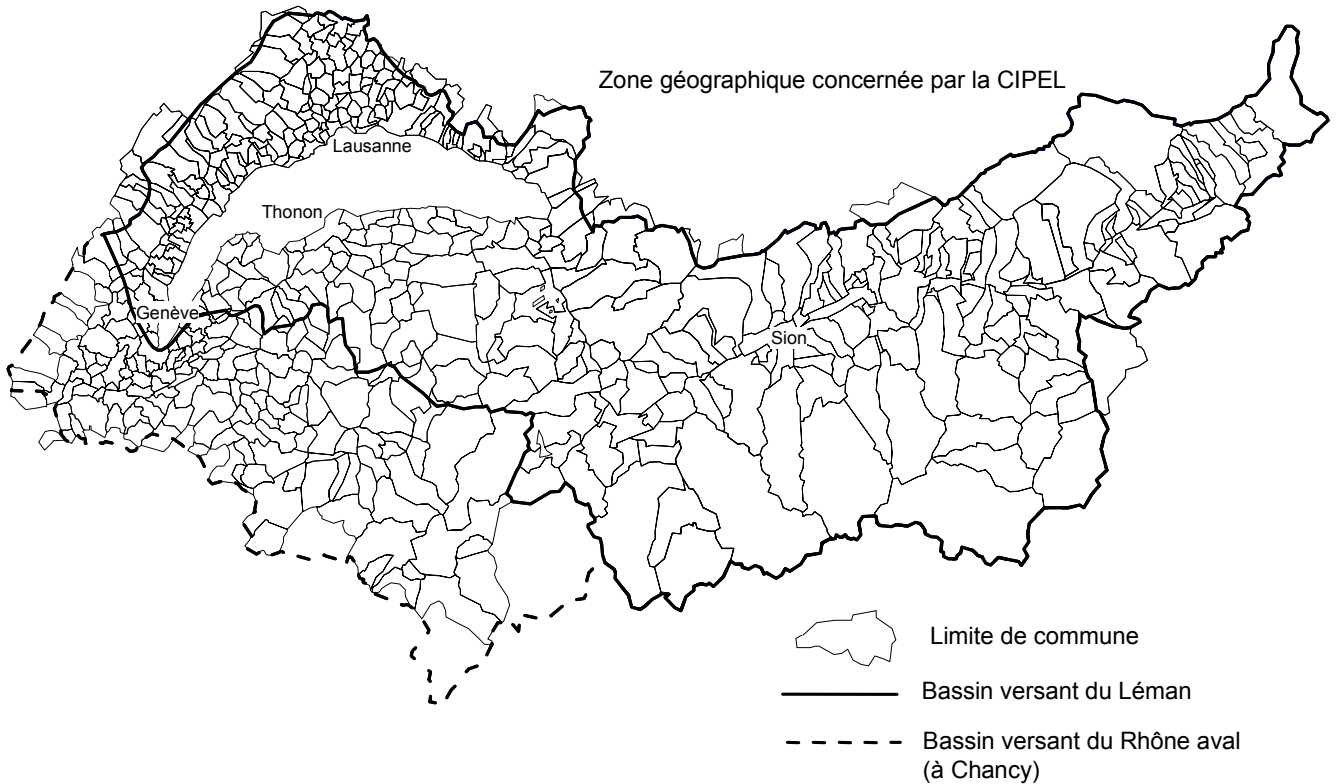 Zone géographique concernée par la CIPEL
Lausanne
Thonon
Genève
Sion
Limite de commune
Bassin versant du Léman
Bassin versant du Rhône aval
(à Chancy)